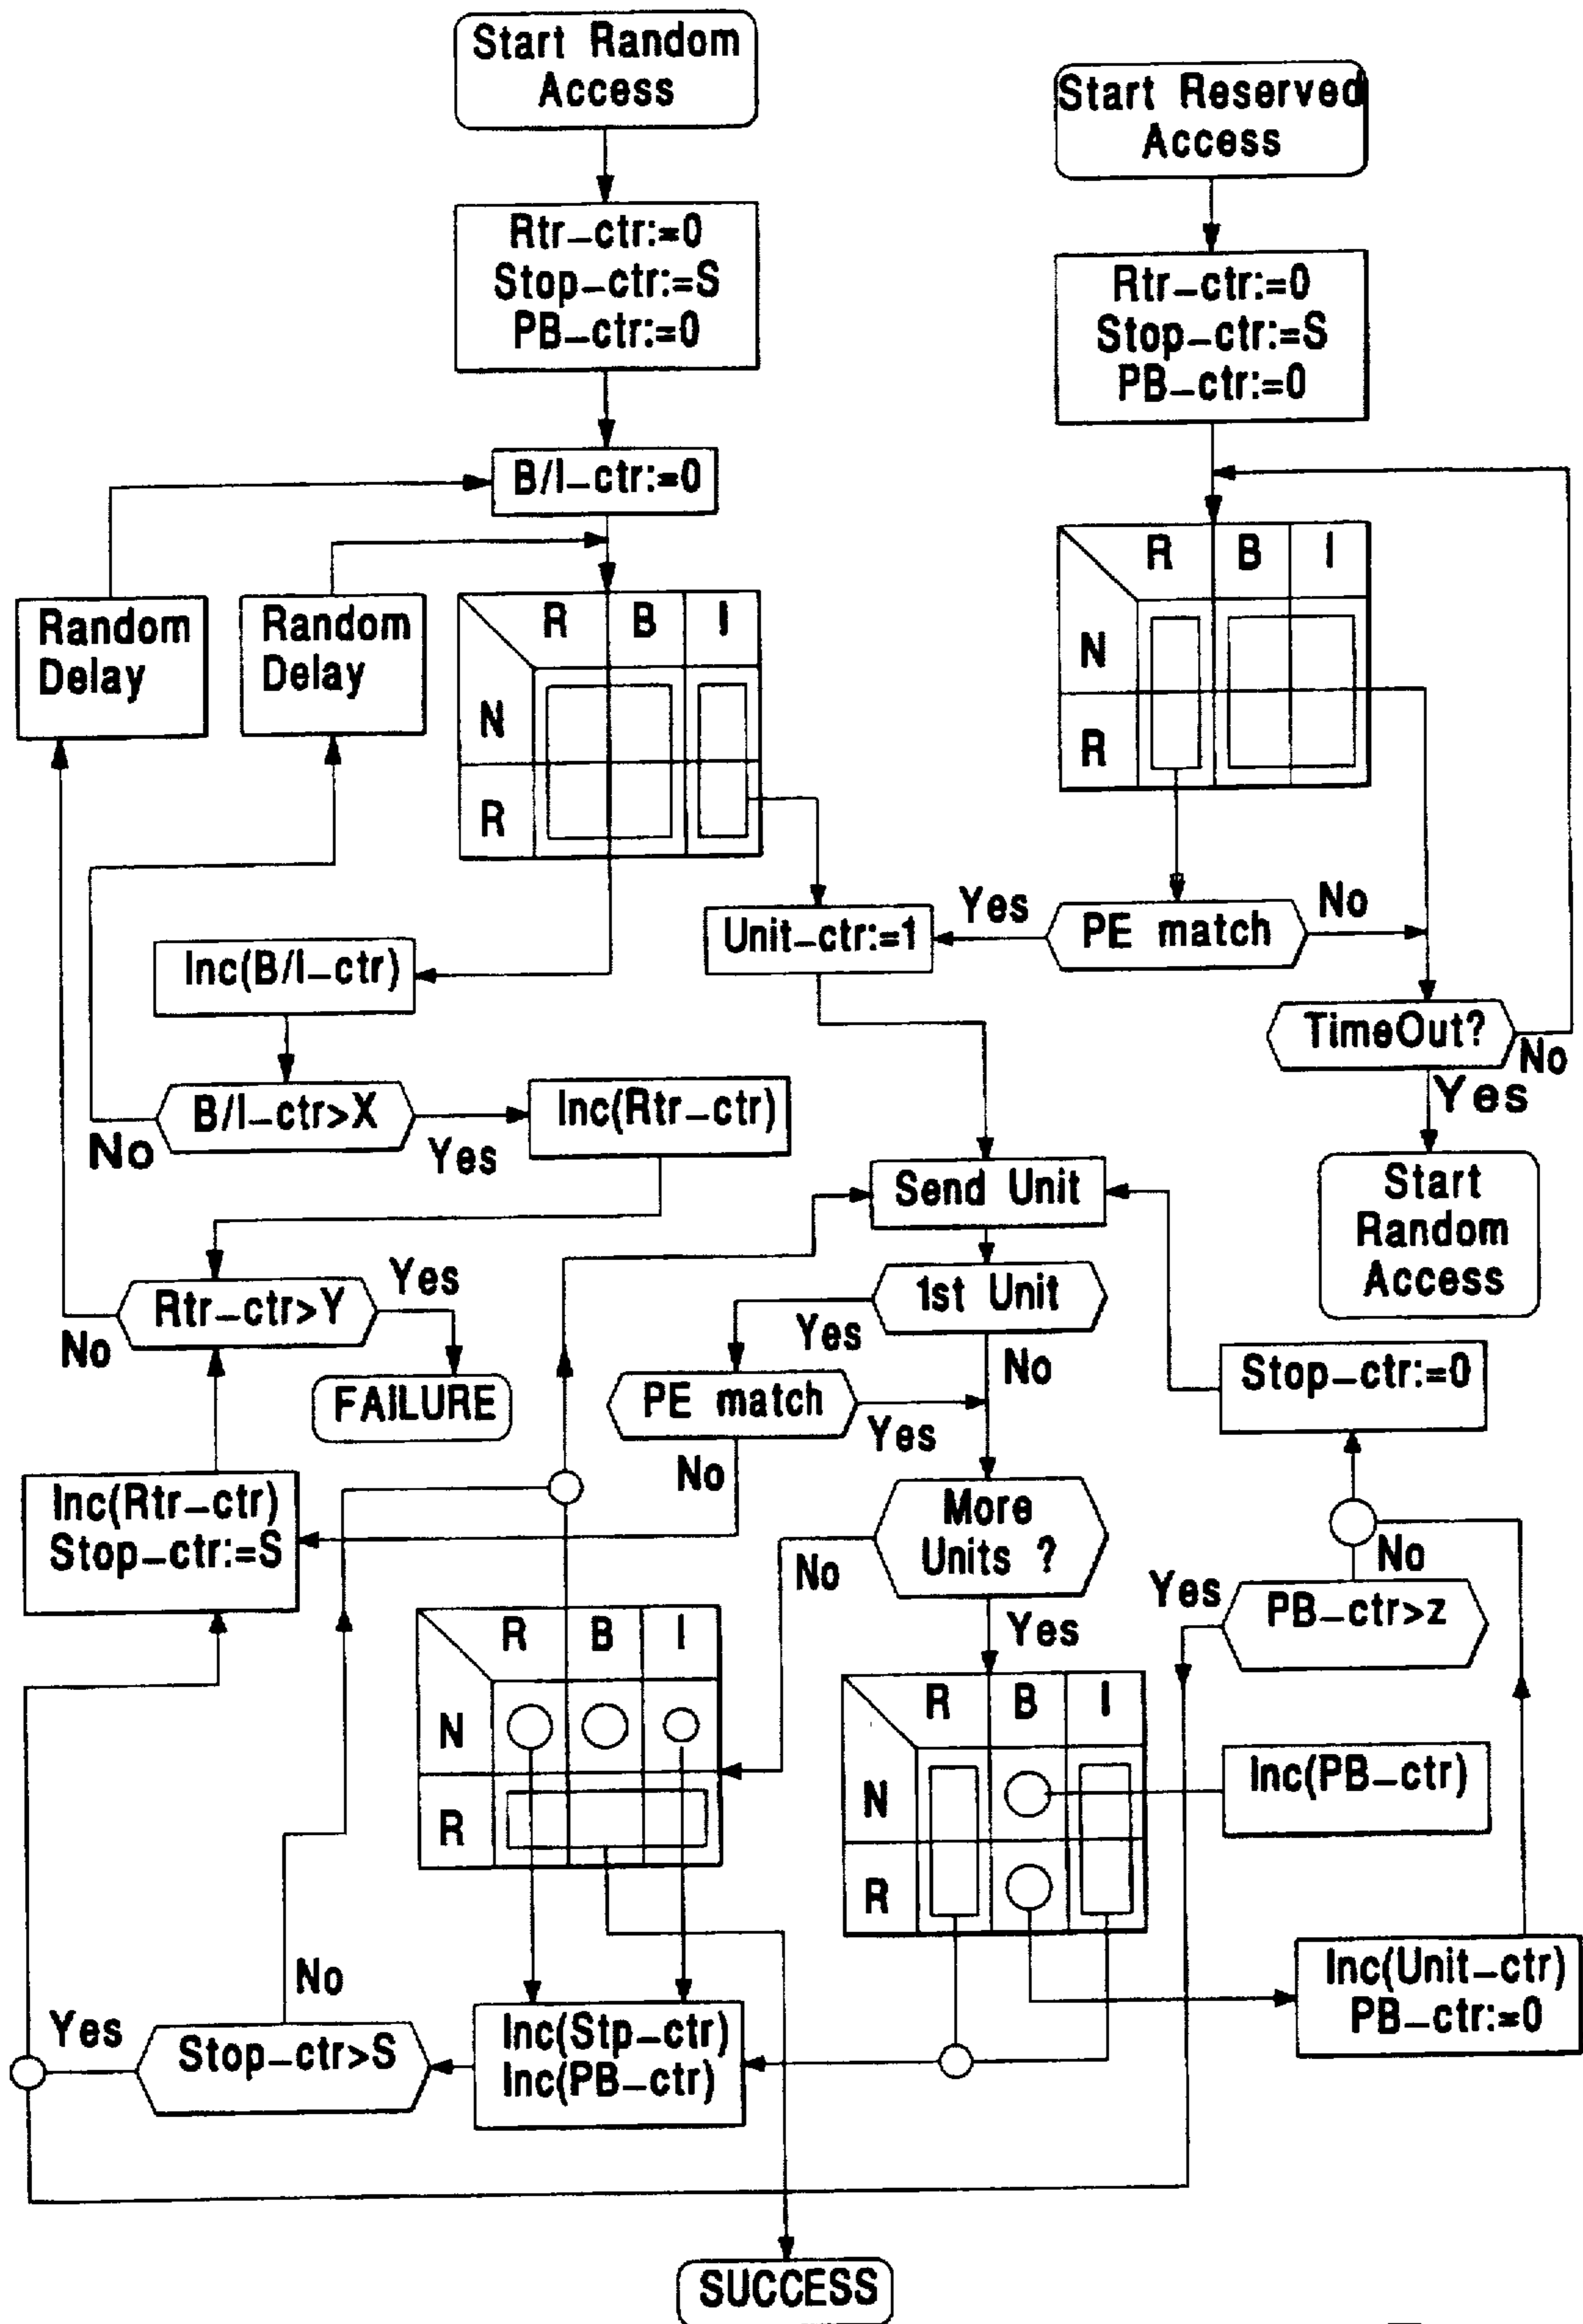 Start Random
Access
Start Reserved
Access
Rtr-ctr:=0
Stop-ctr:=S
PB-ctr:=0
Rtr-ctr:=0
Stop-ctr:=S
PB-ctr:=0
B/I-ctr:=0
R B I
N
R
Random
Delay
Random
Delay
R B I
N
R
Unit-ctr:=1
Yes
PE match
No
Inc(B/I-ctr)
TimeOut?
No
Yes
B/I-ctr>X
No
Yes
Inc(Rtr-ctr)
Send Unit
Start
Random
Access
Rtr-ctr>Y
Yes
No
FAILURE
1st Unit
Yes
No
PE match
Yes
No
Stop-ctr:=0
Inc(Rtr-ctr)
Stop-ctr:=S
More
Units ?
No
Yes
No
Yes
PB-ctr>z
R B I
N
R
R B I
N
R
Inc(PB-ctr)
Inc(Unit-ctr)
PB-ctr:=0
No
Yes
Stop-ctr>S
Inc(Stp-ctr)
Inc(PB-ctr)
SUCCESS